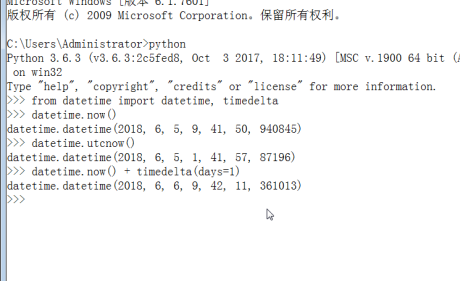 Microsoft Windows [版本 6.1.7601]
版权所有 (c) 2009 Microsoft Corporation。保留所有权利。
C:\Users\Administrator>python
Python 3.6.3 (v3.6.3:2c5fed8, Oct  3 2017, 18:11:49) [MSC v.1900 64 bit (A
 on win32
Type "help", "copyright", "credits" or "license" for more information.
>>> from datetime import datetime, timedelta
>>> datetime.now()
datetime.datetime(2018, 6, 5, 9, 41, 50, 940845)
>>> datetime.utcnow()
datetime.datetime(2018, 6, 5, 1, 41, 57, 87196)
>>> datetime.now() + timedelta(days=1)
datetime.datetime(2018, 6, 6, 9, 42, 11, 361013)
>>>